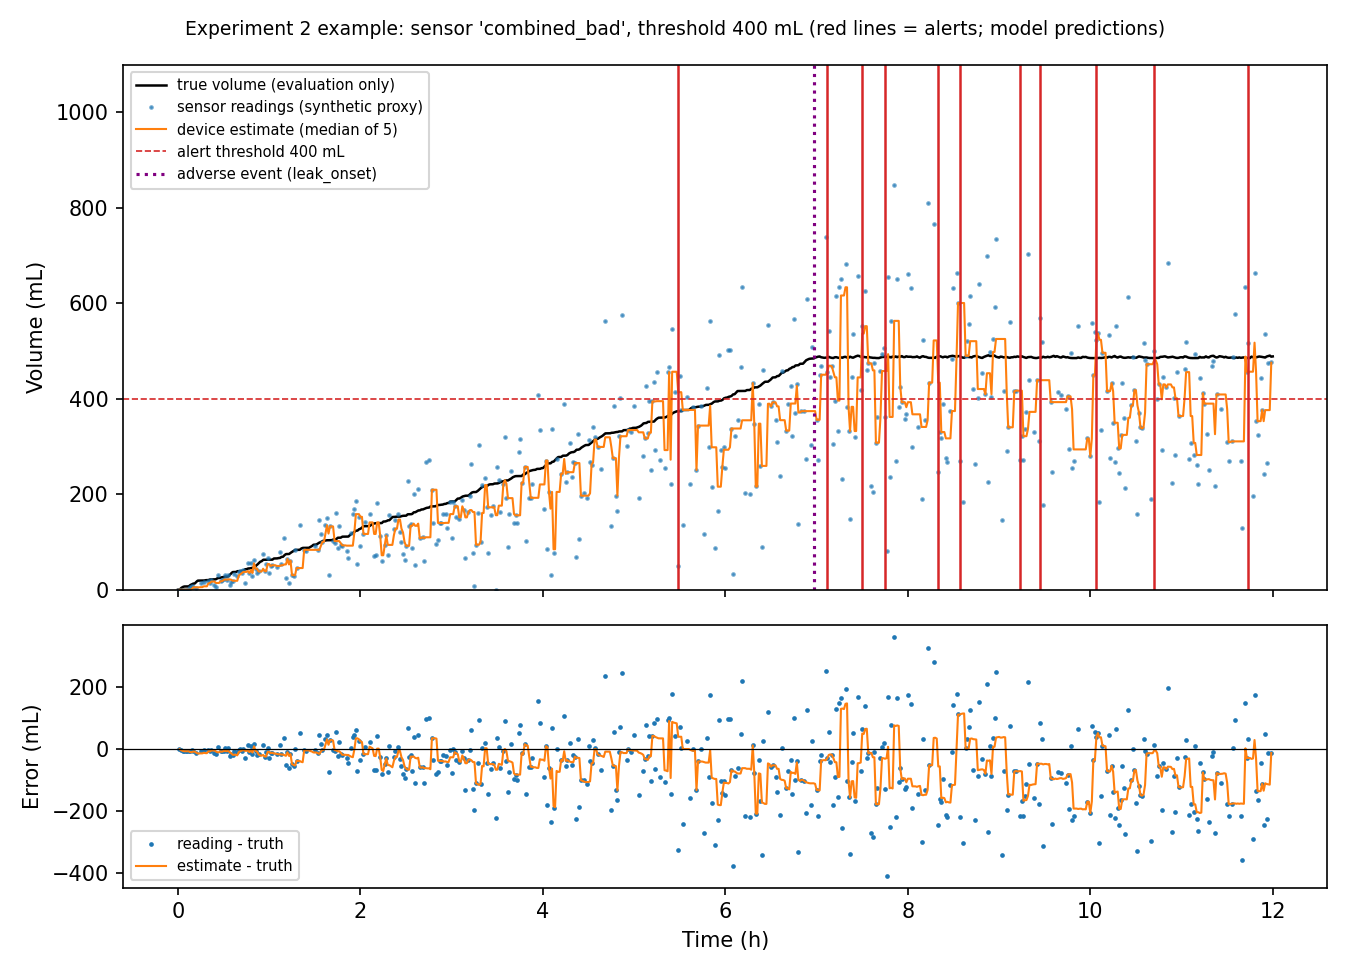 Experiment 2 example: sensor 'combined_bad', threshold 400 mL (red lines = alerts; model predictions)
true volume (evaluation only)
sensor readings (synthetic proxy)
device estimate (median of 5)
alert threshold 400 mL
adverse event (leak_onset)
Volume (mL)
1000
800
600
400
200
0
Error (mL)
200
0
−200
−400
reading - truth
estimate - truth
0 2 4 6 8 10 12
Time (h)